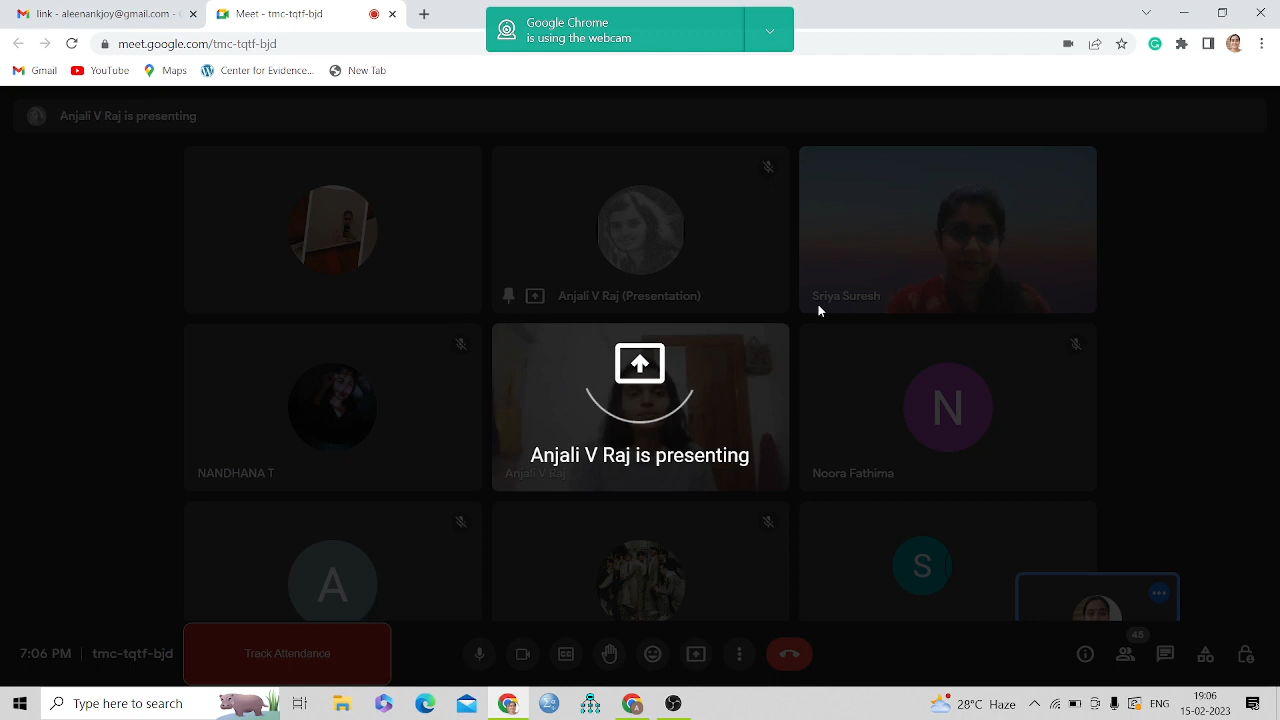 link - aleenamendez@gmail.com
Meet - tmc-tqtf-bjd
Google Chrome
is using the webcam
meet.google.com/tmc-tqtf-bjd
Gmail
YouTube
Maps
Center for Evidence...
New Tab
Anjali V Raj is presenting
Anjali V Raj (Presentation)
Sriya Suresh
NANDHANA T
Anjali V Raj is presenting
Anjali V Raj
N
Noora Fathima
A
S
7:06 PM
tmc-tqtf-bjd
Track Attendance
45
Type here to search
28°C Haze
ENG
19:06
15-02-2023